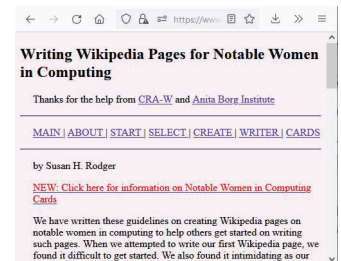 https://www
Writing Wikipedia Pages for Notable Women
in Computing
Thanks for the help from CRA-W and Anita Borg Institute
MAIN | ABOUT | START | SELECT | CREATE | WRITER | CARDS
by Susan H. Rodger
NEW: Click here for information on Notable Women in Computing
Cards
We have written these guidelines on creating Wikipedia pages on
notable women in computing to help others get started on writing
such pages. When we attempted to write our first Wikipedia page, we
found it difficult to get started. We also found it intimidating as our